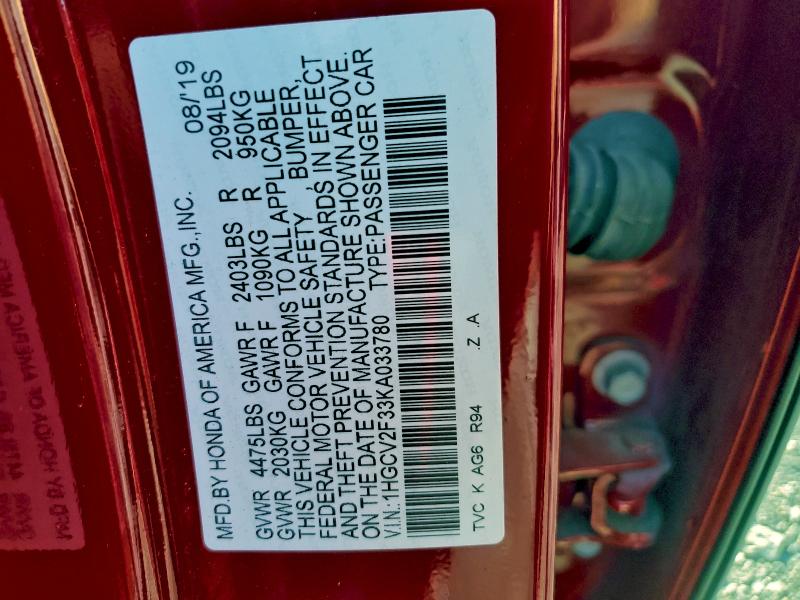 MFD.BY HONDA OF AMERICA MFG.,INC. 08/'19
GVWR 4475LBS GAWR F 2403LBS R 2094LBS
GVWR 2030KG GAWR F 1090KG R 950KG
THIS VEHICLE CONFORMS TO ALL APPLICABLE
FEDERAL MOTOR VEHICLE SAFETY, BUMPER,
AND THEFT PREVENTION STANDARDS, IN EFFECT
ON THE DATE OF MANUFACTURE SHOWN ABOVE.
V.I.N.: 1HGCV2F33KA033780 TYPE:PASSENGER CAR
TVC K AG6 R94 .Z .A